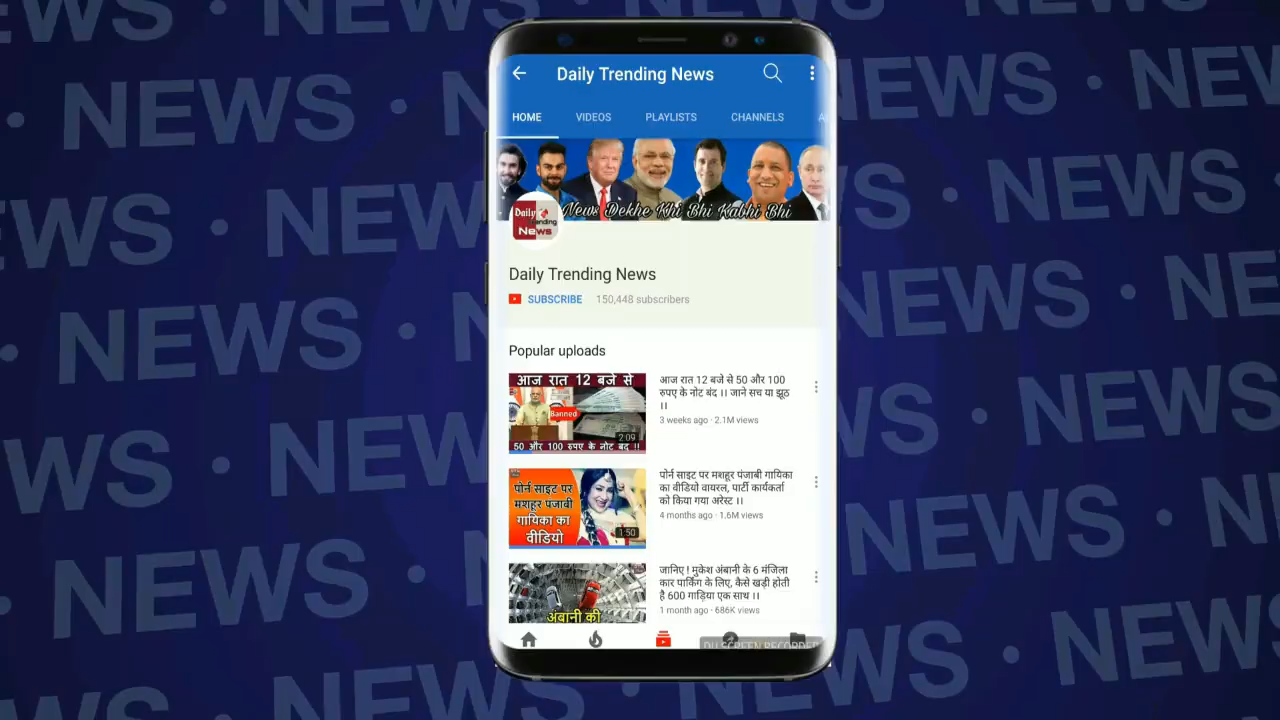 NEWS • NEWS • NEWS
Daily Trending News
HOME VIDEOS PLAYLISTS CHANNELS A
News Dekhe Khi Bhi Kabhi Bhi
Daily
Trending
News
Daily Trending News
SUBSCRIBE 150,448 subscribers
Popular uploads
आज रात 12 बजे से
Banned
2:09
50 और 100 रुपए के नोट बंद !!
आज रात 12 बजे से 50 और 100
रुपए के नोट बंद ।। जाने सच या झूठ
।।
3 weeks ago · 2.1M views
पोर्न साइट पर
मशहूर पंजाबी
गायिका का
वीडियो
1:50
पोर्न साइट पर मशहूर पंजाबी गायिका
का वीडियो वायरल, पार्टी कार्यकर्ता
को किया गया अरेस्ट ।।
4 months ago · 1.6M views
अंबानी की
जानिए ! मुकेश अंबानी के 6 मंजिला
कार पार्किंग के लिए, कैसे खड़ी होती
है 600 गाड़िया एक साथ ।।
1 month ago · 686K views
DU SCREEN RECORDER